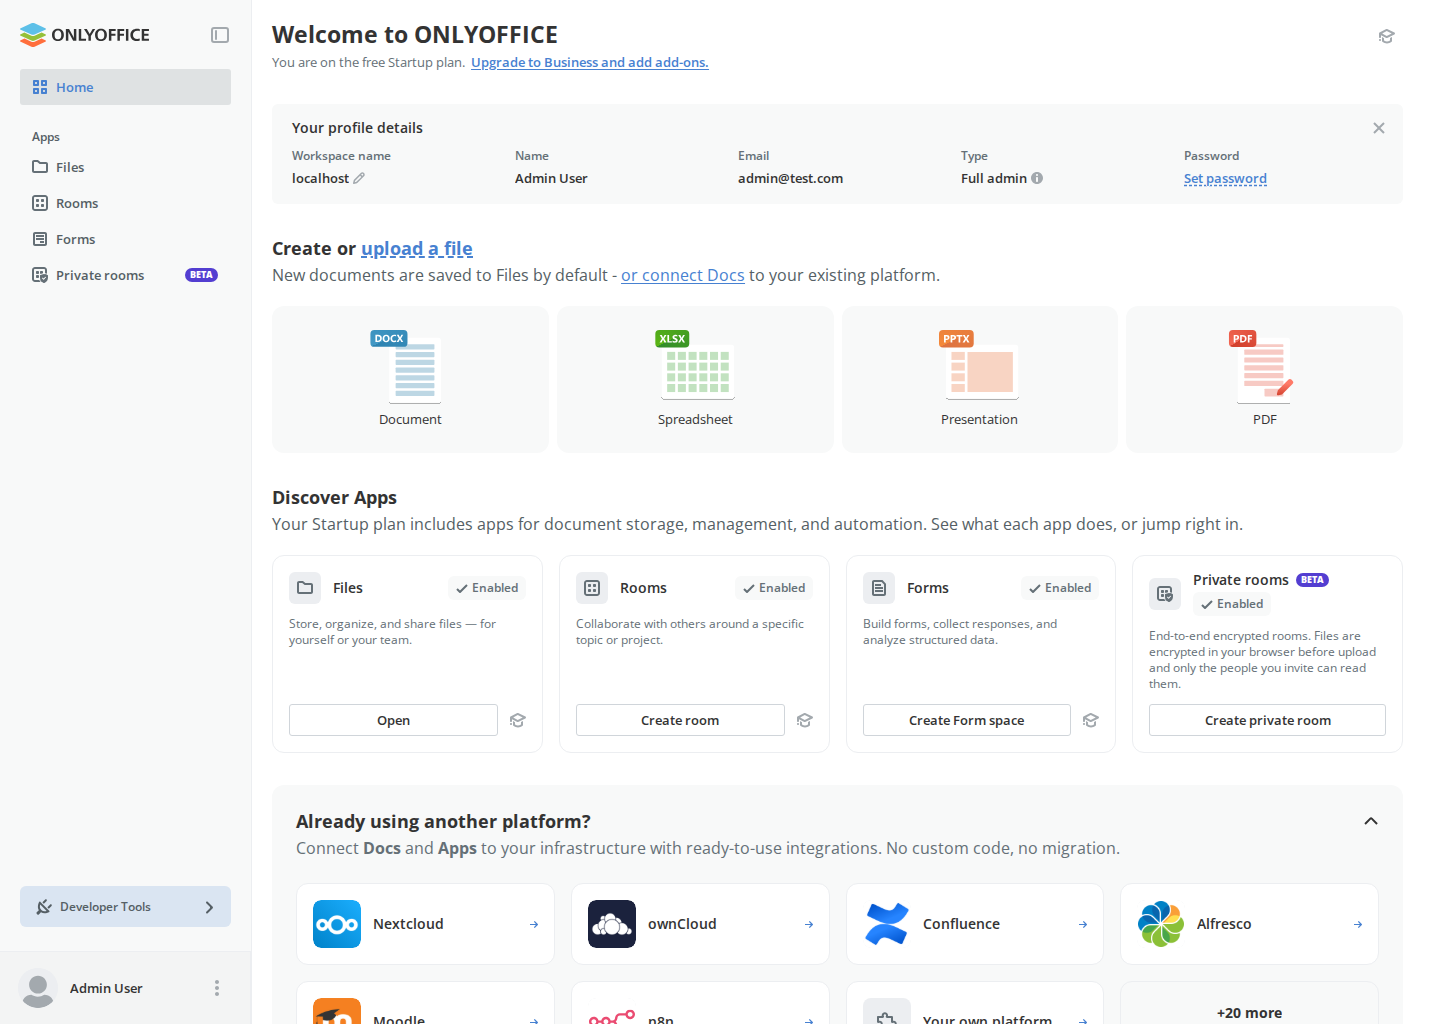 ONLYOFFICE
Home
Apps
Files
Rooms
Forms
Private rooms BETA
Developer Tools
Admin User
Welcome to ONLYOFFICE
You are on the free Startup plan. Upgrade to Business and add add-ons.
Your profile details
Workspace name Name Email Type Password
localhost Admin User admin@test.com Full admin Set password
Create or upload a file
New documents are saved to Files by default - or connect Docs to your existing platform.
DOCX XLSX PPTX PDF
Document Spreadsheet Presentation PDF
Discover Apps
Your Startup plan includes apps for document storage, management, and automation. See what each app does, or jump right in.
Files Enabled
Store, organize, and share files — for
yourself or your team.
Open
Rooms Enabled
Collaborate with others around a specific
topic or project.
Create room
Forms Enabled
Build forms, collect responses, and
analyze structured data.
Create Form space
Private rooms BETA
Enabled
End-to-end encrypted rooms. Files are
encrypted in your browser before upload
and only the people you invite can read
them.
Create private room
Already using another platform?
Connect Docs and Apps to your infrastructure with ready-to-use integrations. No custom code, no migration.
Nextcloud ownCloud Confluence Alfresco
Moodle n8n Your own platform +20 more